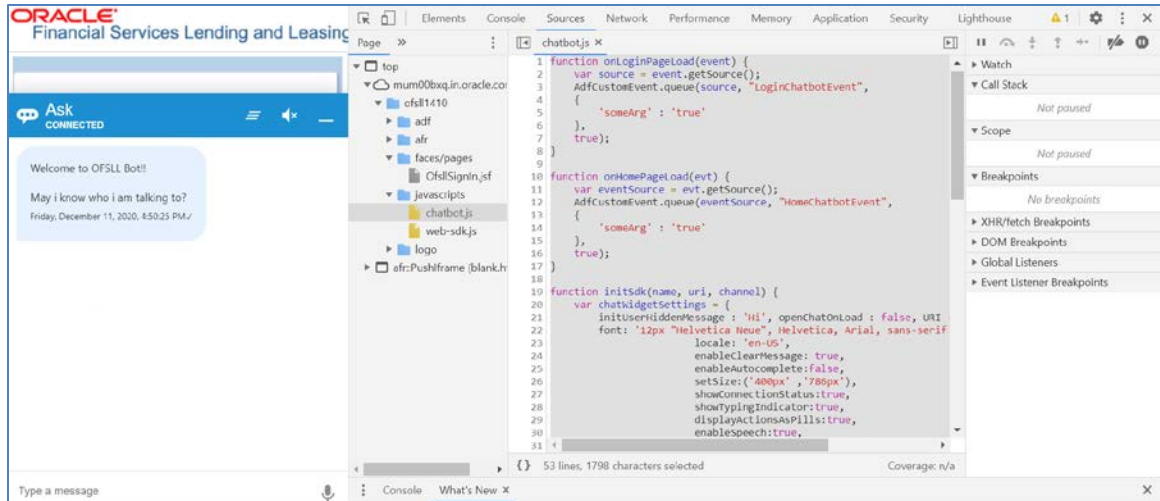 ORACLE®
Financial Services Lending and Leasing
Ask
CONNECTED
Welcome to OFSLL Bot!!
May i know who i am talking to?
Friday, December 11, 2020, 4:50:25 PM✓
Type a message
Elements Console Sources Network Performance Memory Application Security Lighthouse 1
Page »
top
mum00bxq.in.oracle.co
ofsll1410
adf
afr
faces/pages
OfsllSignIn.jsf
javascripts
chatbot.js
web-sdk.js
logo
afr::PushIframe (blank.h
chatbot.js ×
1 function onLoginPageLoad(event) {
2 var source = event.getSource();
3 AdfCustomEvent.queue(source, "LoginChatbotEvent",
4 {
5 'someArg' : 'true'
6 },
7 true);
8 }
9
10 function onHomePageLoad(evt) {
11 var eventSource = evt.getSource();
12 AdfCustomEvent.queue(eventSource, "HomeChatbotEvent",
13 {
14 'someArg' : 'true'
15 },
16 true);
17 }
18
19 function initSdk(name, uri, channel) {
20 var chatWidgetSettings = {
21 initUserHiddenMessage : 'Hi', openChatOnLoad : false, URI
22 font: '12px "Helvetica Neue", Helvetica, Arial, sans-serif
23 locale: 'en-US',
24 enableClearMessage: true,
25 enableAutocomplete:false,
26 setSize:('400px' ,'786px'),
27 showConnectionStatus:true,
28 showTypingIndicator:true,
29 displayActionsAsPills:true,
30 enableSpeech:true,
31
{} 53 lines, 1798 characters selected Coverage: n/a
Watch
Call Stack
Not paused
Scope
Not paused
Breakpoints
No breakpoints
XHR/fetch Breakpoints
DOM Breakpoints
Global Listeners
Event Listener Breakpoints
Console What's New ×